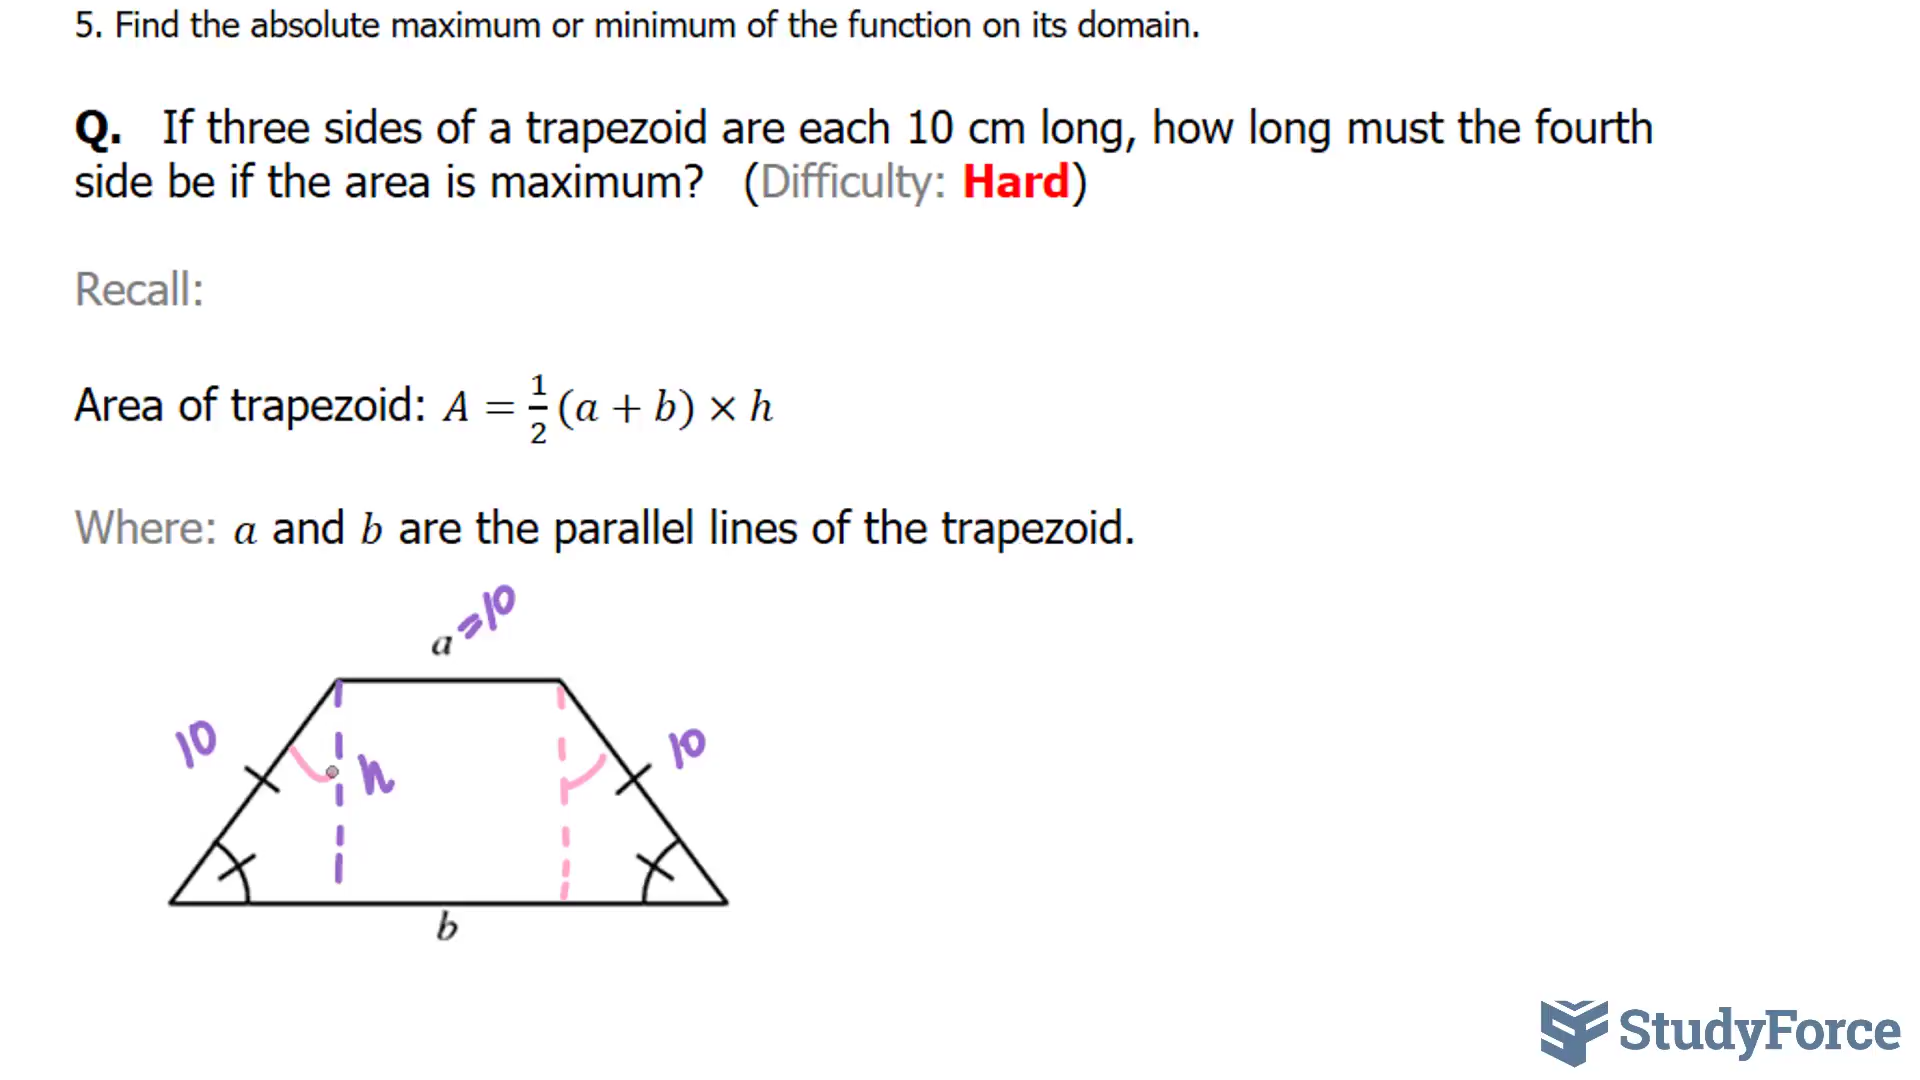 5. Find the absolute maximum or minimum of the function on its domain.
Q. If three sides of a trapezoid are each 10 cm long, how long must the fourth
side be if the area is maximum? (Difficulty: Hard)
Recall:
Area of trapezoid: A = 1/2 (a + b) × h
Where: a and b are the parallel lines of the trapezoid.
a =10
10
h
10
b
StudyForce